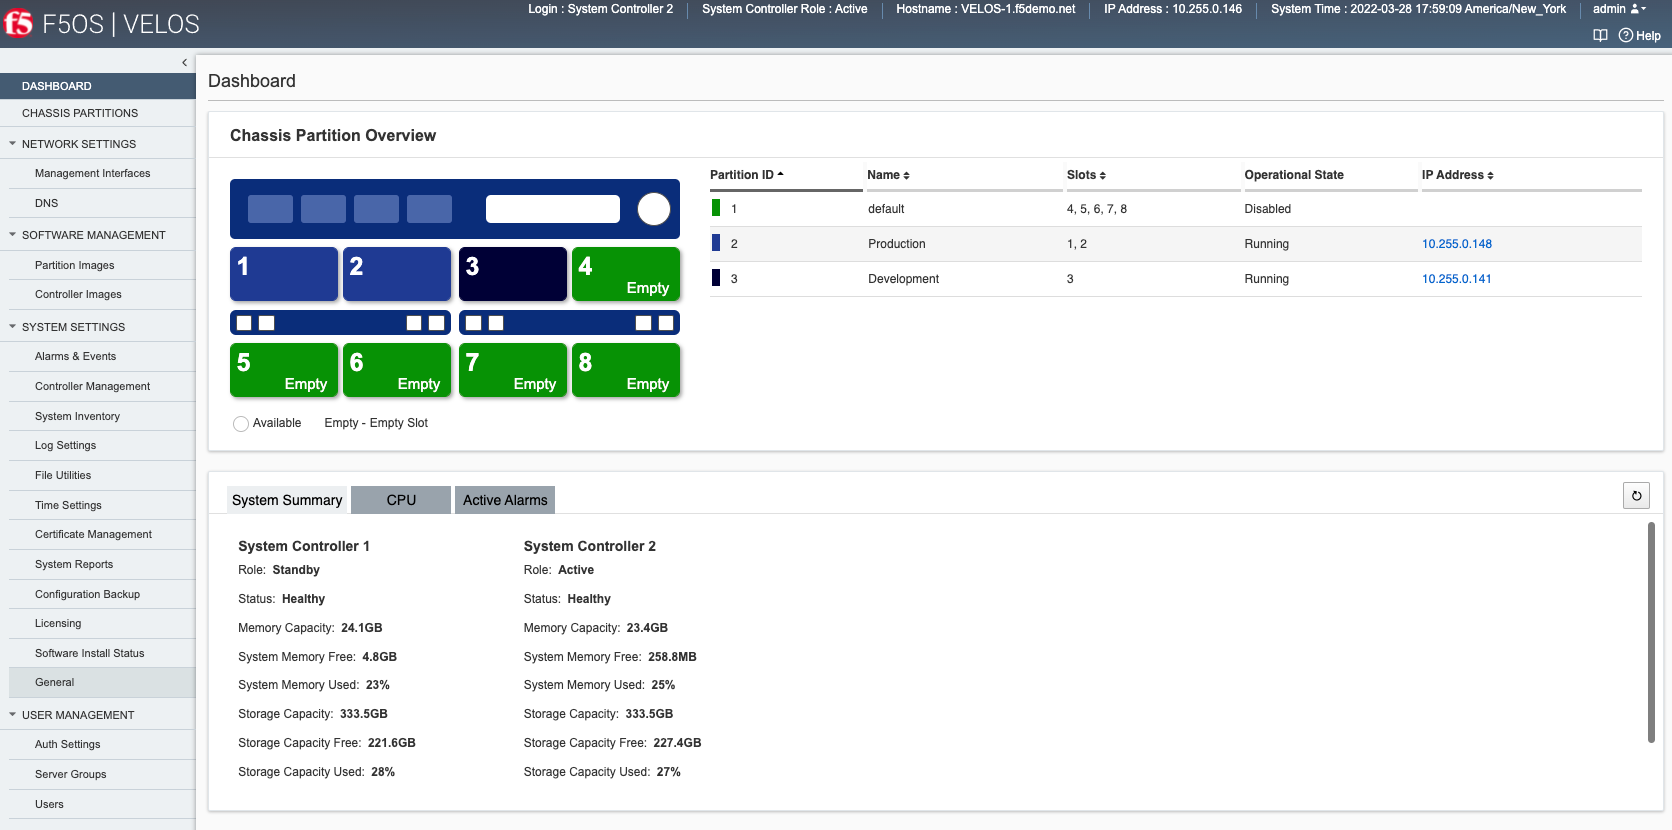 Login : System Controller 2 System Controller Role : Active Hostname : VELOS-1.f5demo.net IP Address : 10.255.0.146 System Time : 2022-03-28 17:59:09 America/New_York admin
f5 F5OS | VELOS
Help
DASHBOARD
CHASSIS PARTITIONS
NETWORK SETTINGS
Management Interfaces
DNS
SOFTWARE MANAGEMENT
Partition Images
Controller Images
SYSTEM SETTINGS
Alarms & Events
Controller Management
System Inventory
Log Settings
File Utilities
Time Settings
Certificate Management
System Reports
Configuration Backup
Licensing
Software Install Status
General
USER MANAGEMENT
Auth Settings
Server Groups
Users
Dashboard
Chassis Partition Overview
1 2 3 4
Empty
5 6 7 8
Empty Empty Empty Empty
Available Empty - Empty Slot
Partition ID Name Slots Operational State IP Address
1 default 4, 5, 6, 7, 8 Disabled
2 Production 1, 2 Running 10.255.0.148
3 Development 3 Running 10.255.0.141
System Summary CPU Active Alarms
System Controller 1
Role: Standby
Status: Healthy
Memory Capacity: 24.1GB
System Memory Free: 4.8GB
System Memory Used: 23%
Storage Capacity: 333.5GB
Storage Capacity Free: 221.6GB
Storage Capacity Used: 28%
System Controller 2
Role: Active
Status: Healthy
Memory Capacity: 23.4GB
System Memory Free: 258.8MB
System Memory Used: 25%
Storage Capacity: 333.5GB
Storage Capacity Free: 227.4GB
Storage Capacity Used: 27%